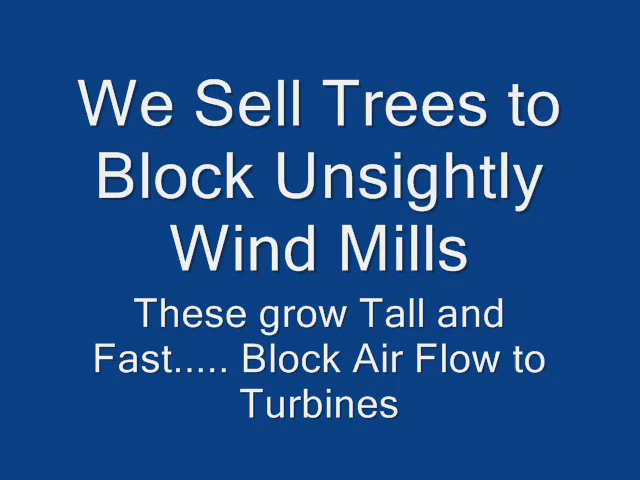 We Sell Trees to
Block Unsightly
Wind Mills
These grow Tall and
Fast..... Block Air Flow to
Turbines